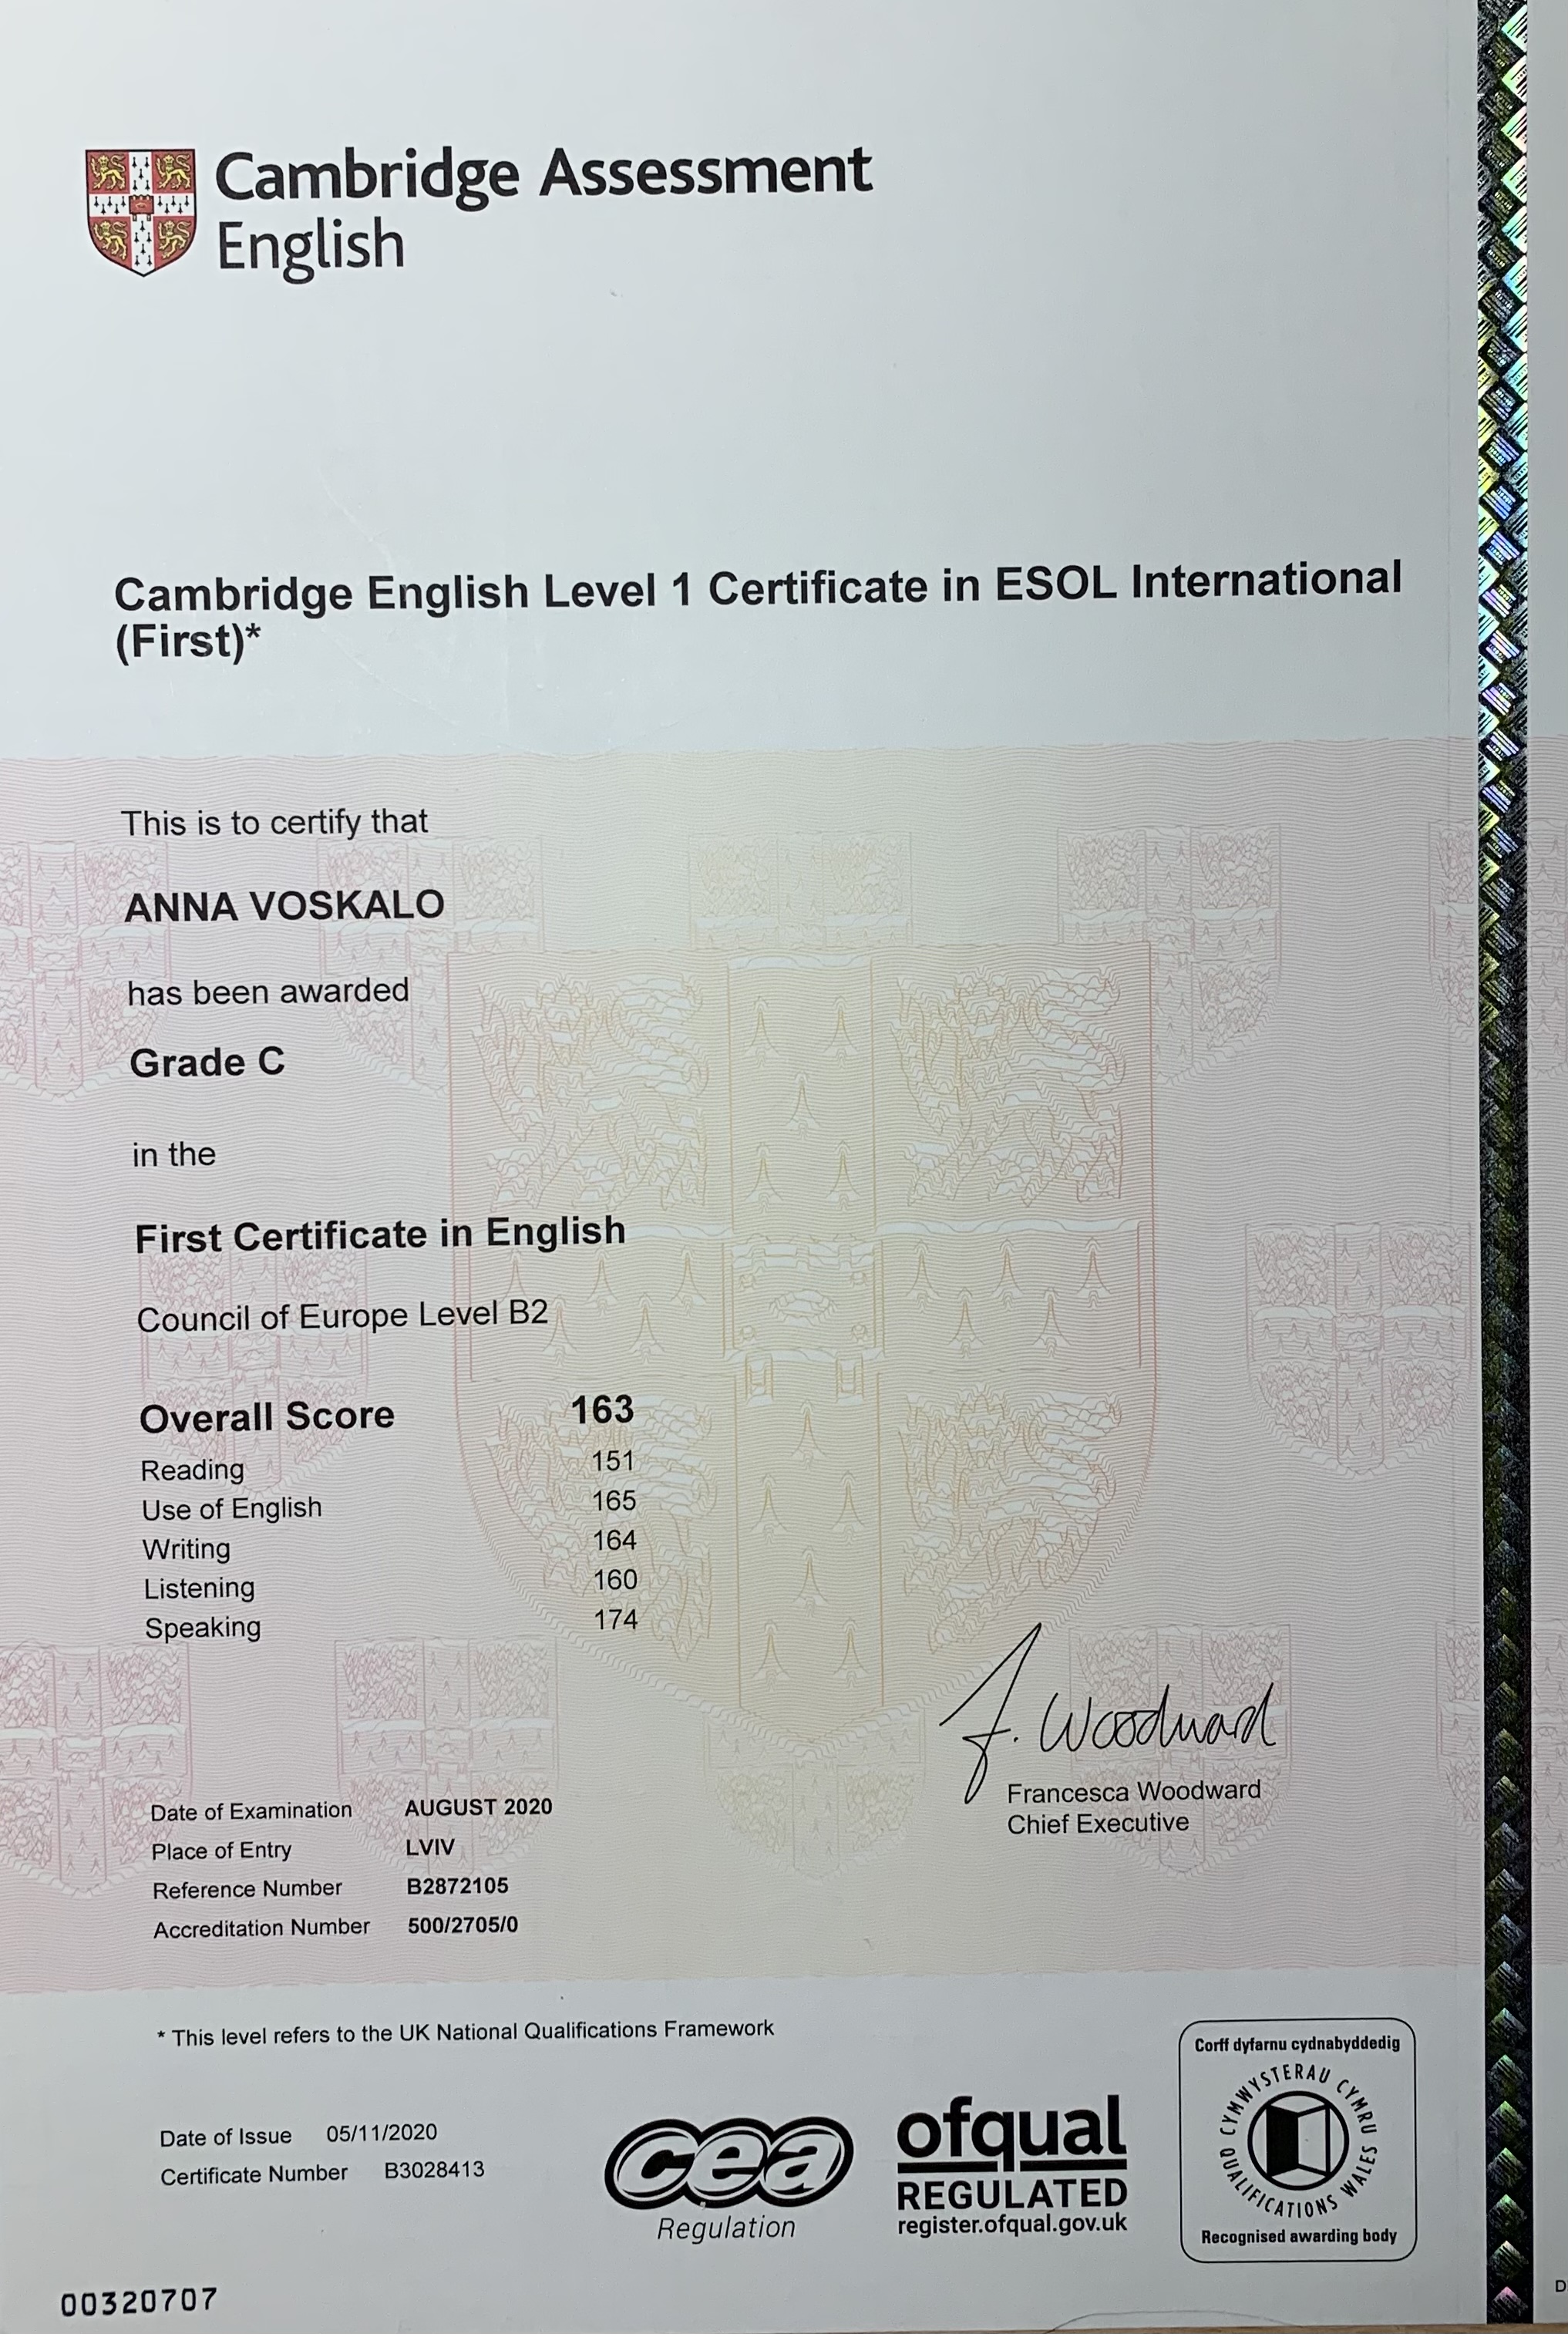 Cambridge Assessment
English
Cambridge English Level 1 Certificate in ESOL International
(First)*
This is to certify that
ANNA VOSKALO
has been awarded
Grade C
in the
First Certificate in English
Council of Europe Level B2
Overall Score 163
Reading 151
Use of English 165
Writing 164
Listening 160
Speaking 174
F. Woodward
Francesca Woodward
Chief Executive
Date of Examination AUGUST 2020
Place of Entry LVIV
Reference Number B2872105
Accreditation Number 500/2705/0
* This level refers to the UK National Qualifications Framework
Date of Issue 05/11/2020
Certificate Number B3028413
cea
Regulation
ofqual
REGULATED
register.ofqual.gov.uk
Corff dyfarnu cydnabyddedig
CYMWYSTERAU CYMRU
QUALIFICATIONS WALES
Recognised awarding body
00320707
D